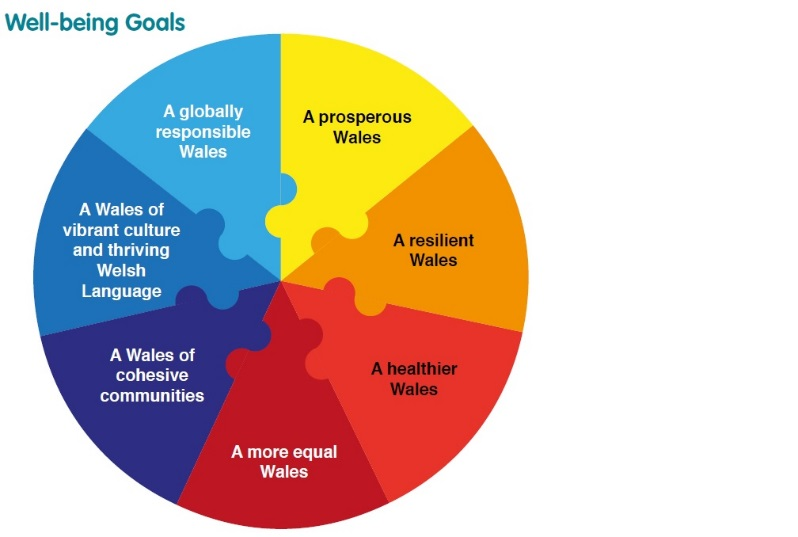 Well-being Goals
A globally
responsible
Wales
A prosperous
Wales
A Wales of
vibrant culture
and thriving
Welsh
Language
A resilient
Wales
A Wales of
cohesive
communities
A healthier
Wales
A more equal
Wales